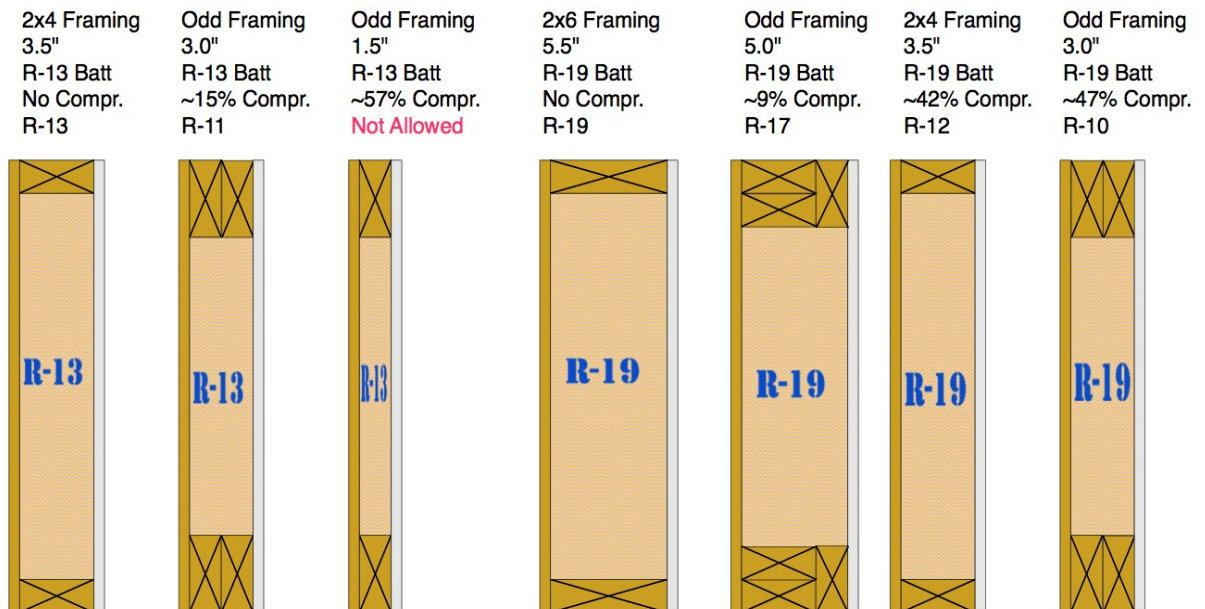 2x4 Framing
3.5"
R-13 Batt
No Compr.
R-13
Odd Framing
3.0"
R-13 Batt
~15% Compr.
R-11
Odd Framing
1.5"
R-13 Batt
~57% Compr.
Not Allowed
2x6 Framing
5.5"
R-19 Batt
No Compr.
R-19
Odd Framing
5.0"
R-19 Batt
~9% Compr.
R-17
2x4 Framing
3.5"
R-19 Batt
~42% Compr.
R-12
Odd Framing
3.0"
R-19 Batt
~47% Compr.
R-10
R-13
R-13
R-13
R-19
R-19
R-19
R-19